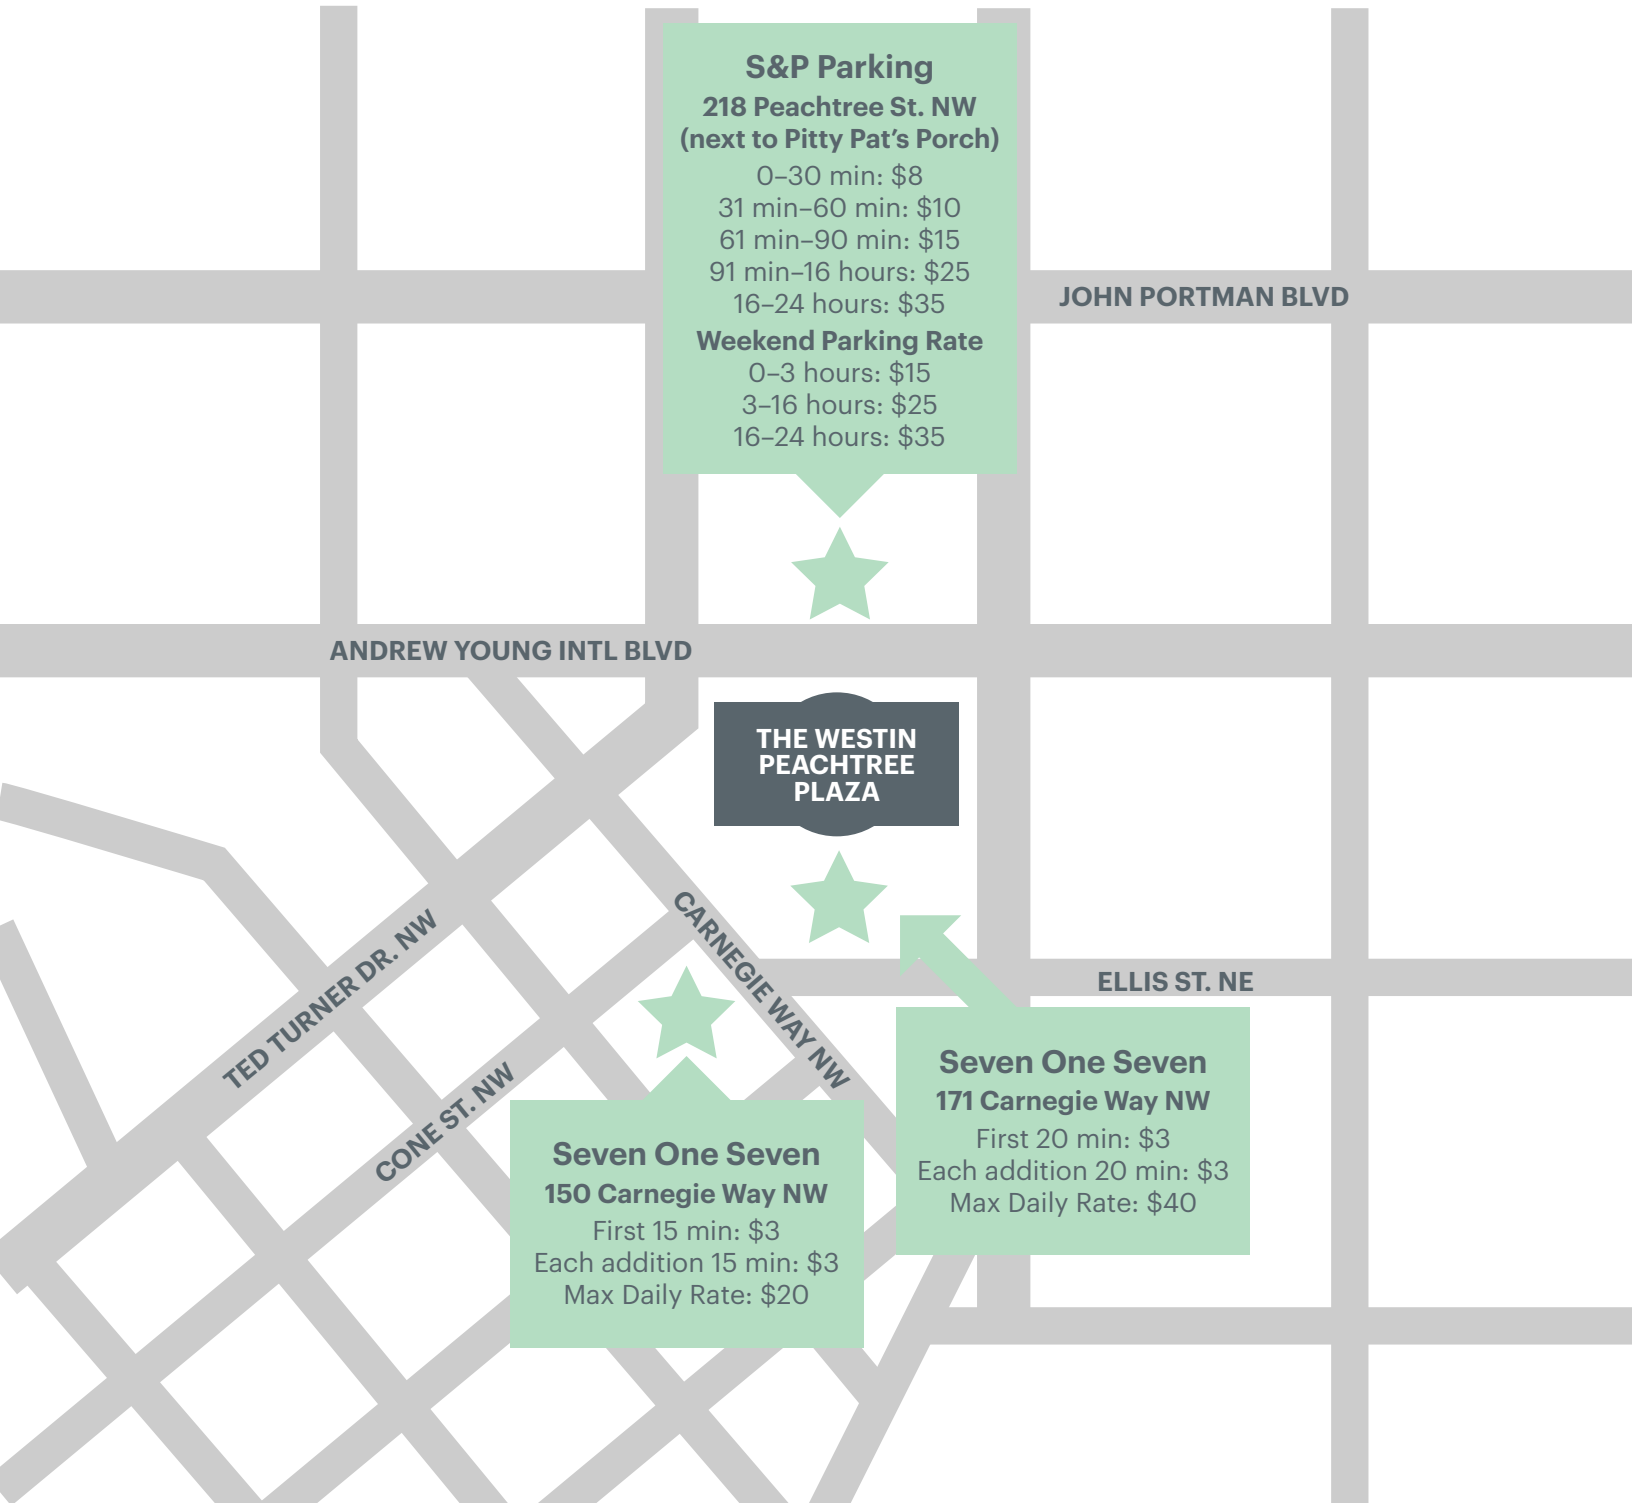 S&P Parking
218 Peachtree St. NW
(next to Pitty Pat’s Porch)
0–30 min: $8
31 min–60 min: $10
61 min–90 min: $15
91 min–16 hours: $25
16–24 hours: $35
Weekend Parking Rate
0–3 hours: $15
3–16 hours: $25
16–24 hours: $35
JOHN PORTMAN BLVD
ANDREW YOUNG INTL BLVD
THE WESTIN
PEACHTREE
PLAZA
CARNEGIE WAY NW
TED TURNER DR. NW
ELLIS ST. NE
CONE ST. NW
Seven One Seven
171 Carnegie Way NW
First 20 min: $3
Each addition 20 min: $3
Max Daily Rate: $40
Seven One Seven
150 Carnegie Way NW
First 15 min: $3
Each addition 15 min: $3
Max Daily Rate: $20